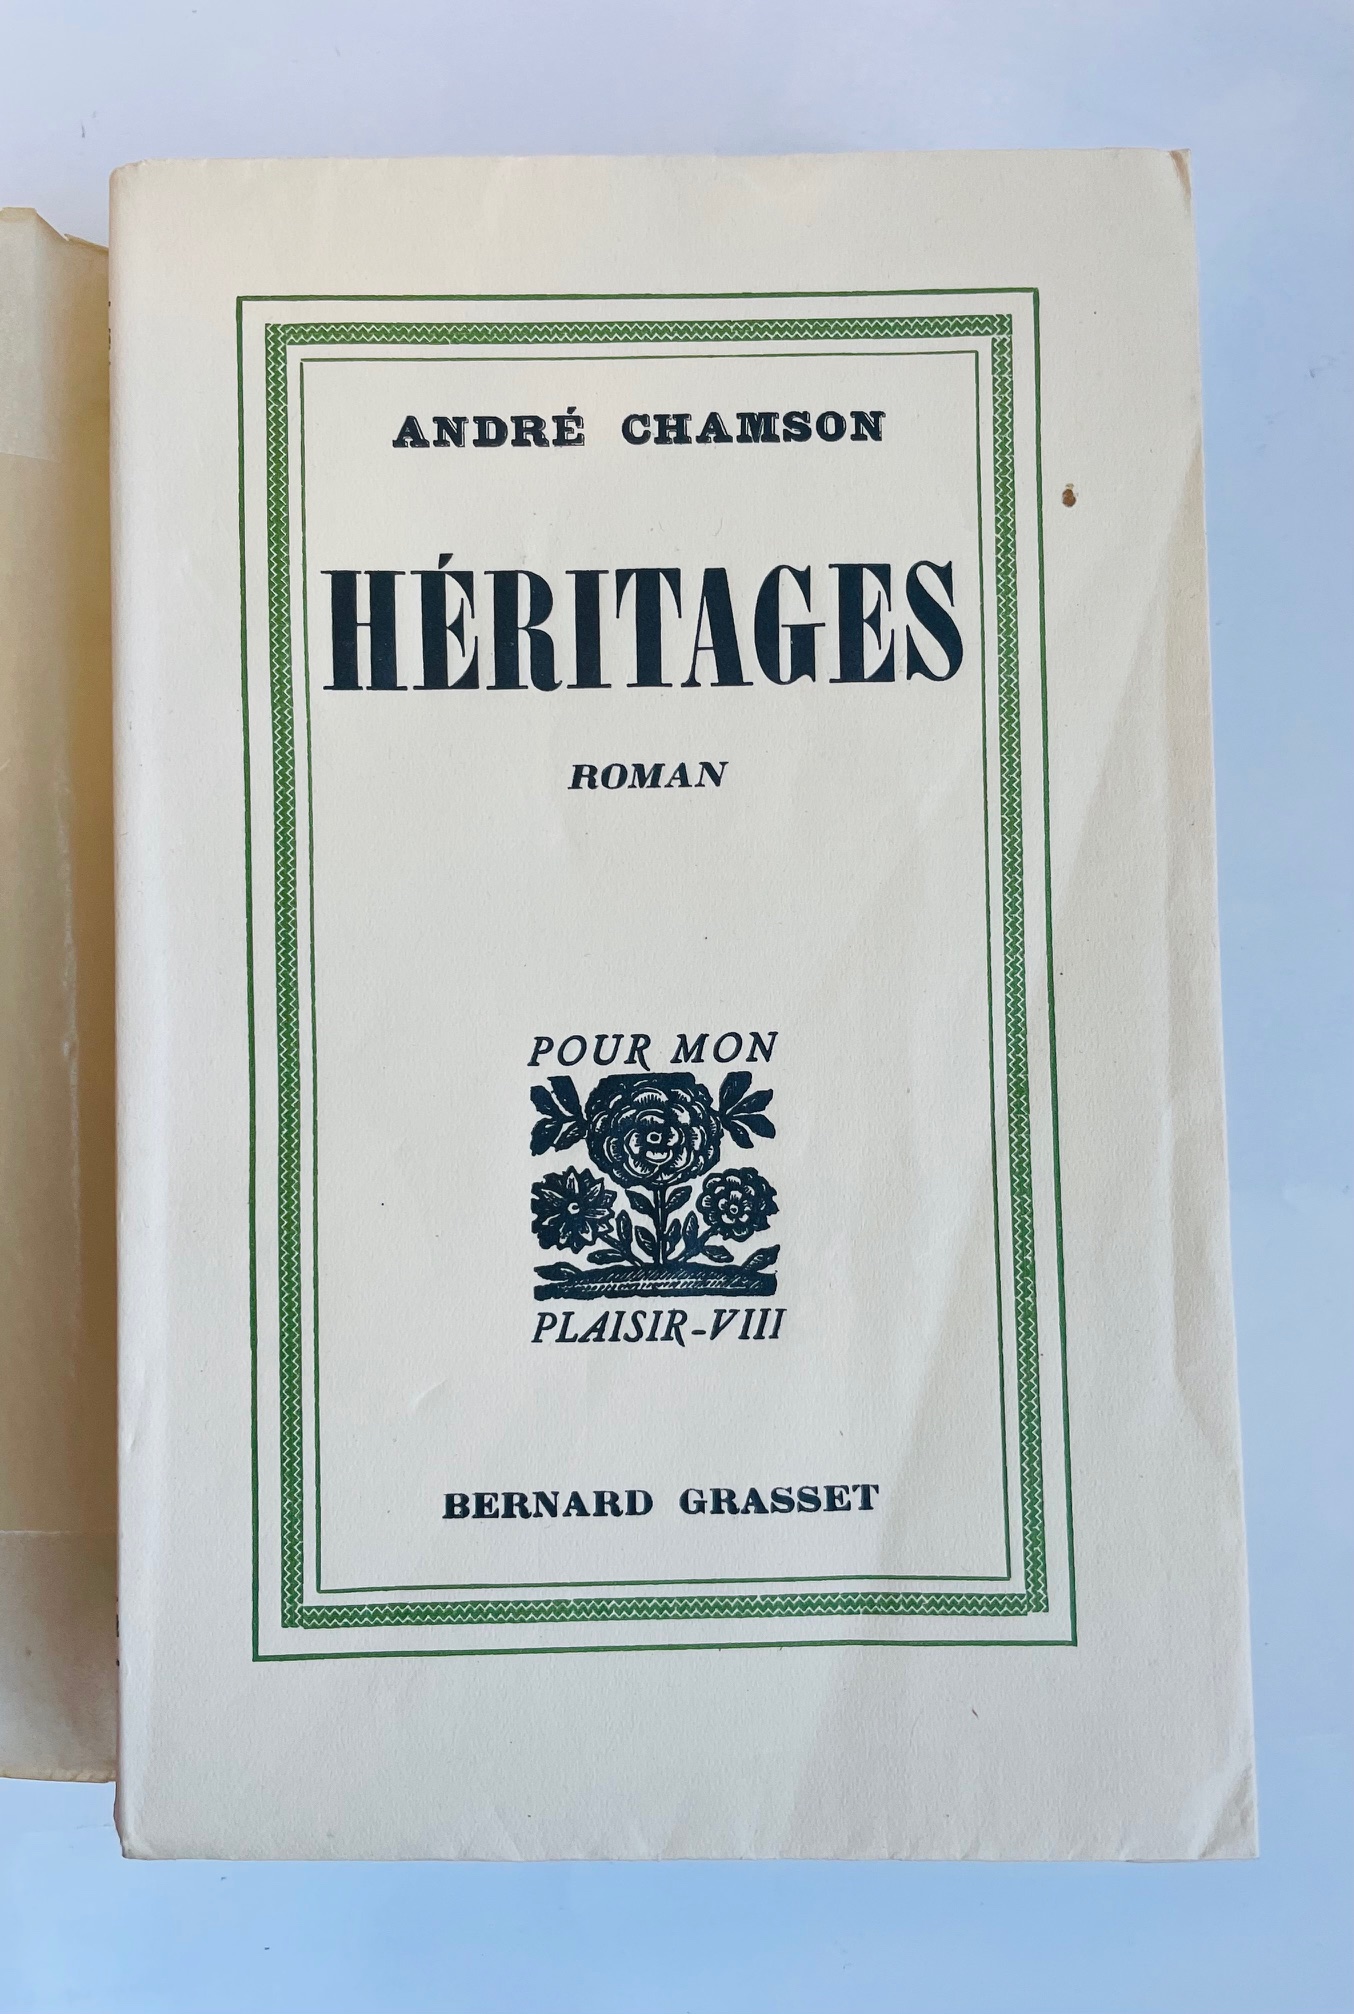 ANDRÉ CHAMSON
HÉRITAGES
ROMAN
POUR MON
PLAISIR-VIII
BERNARD GRASSET